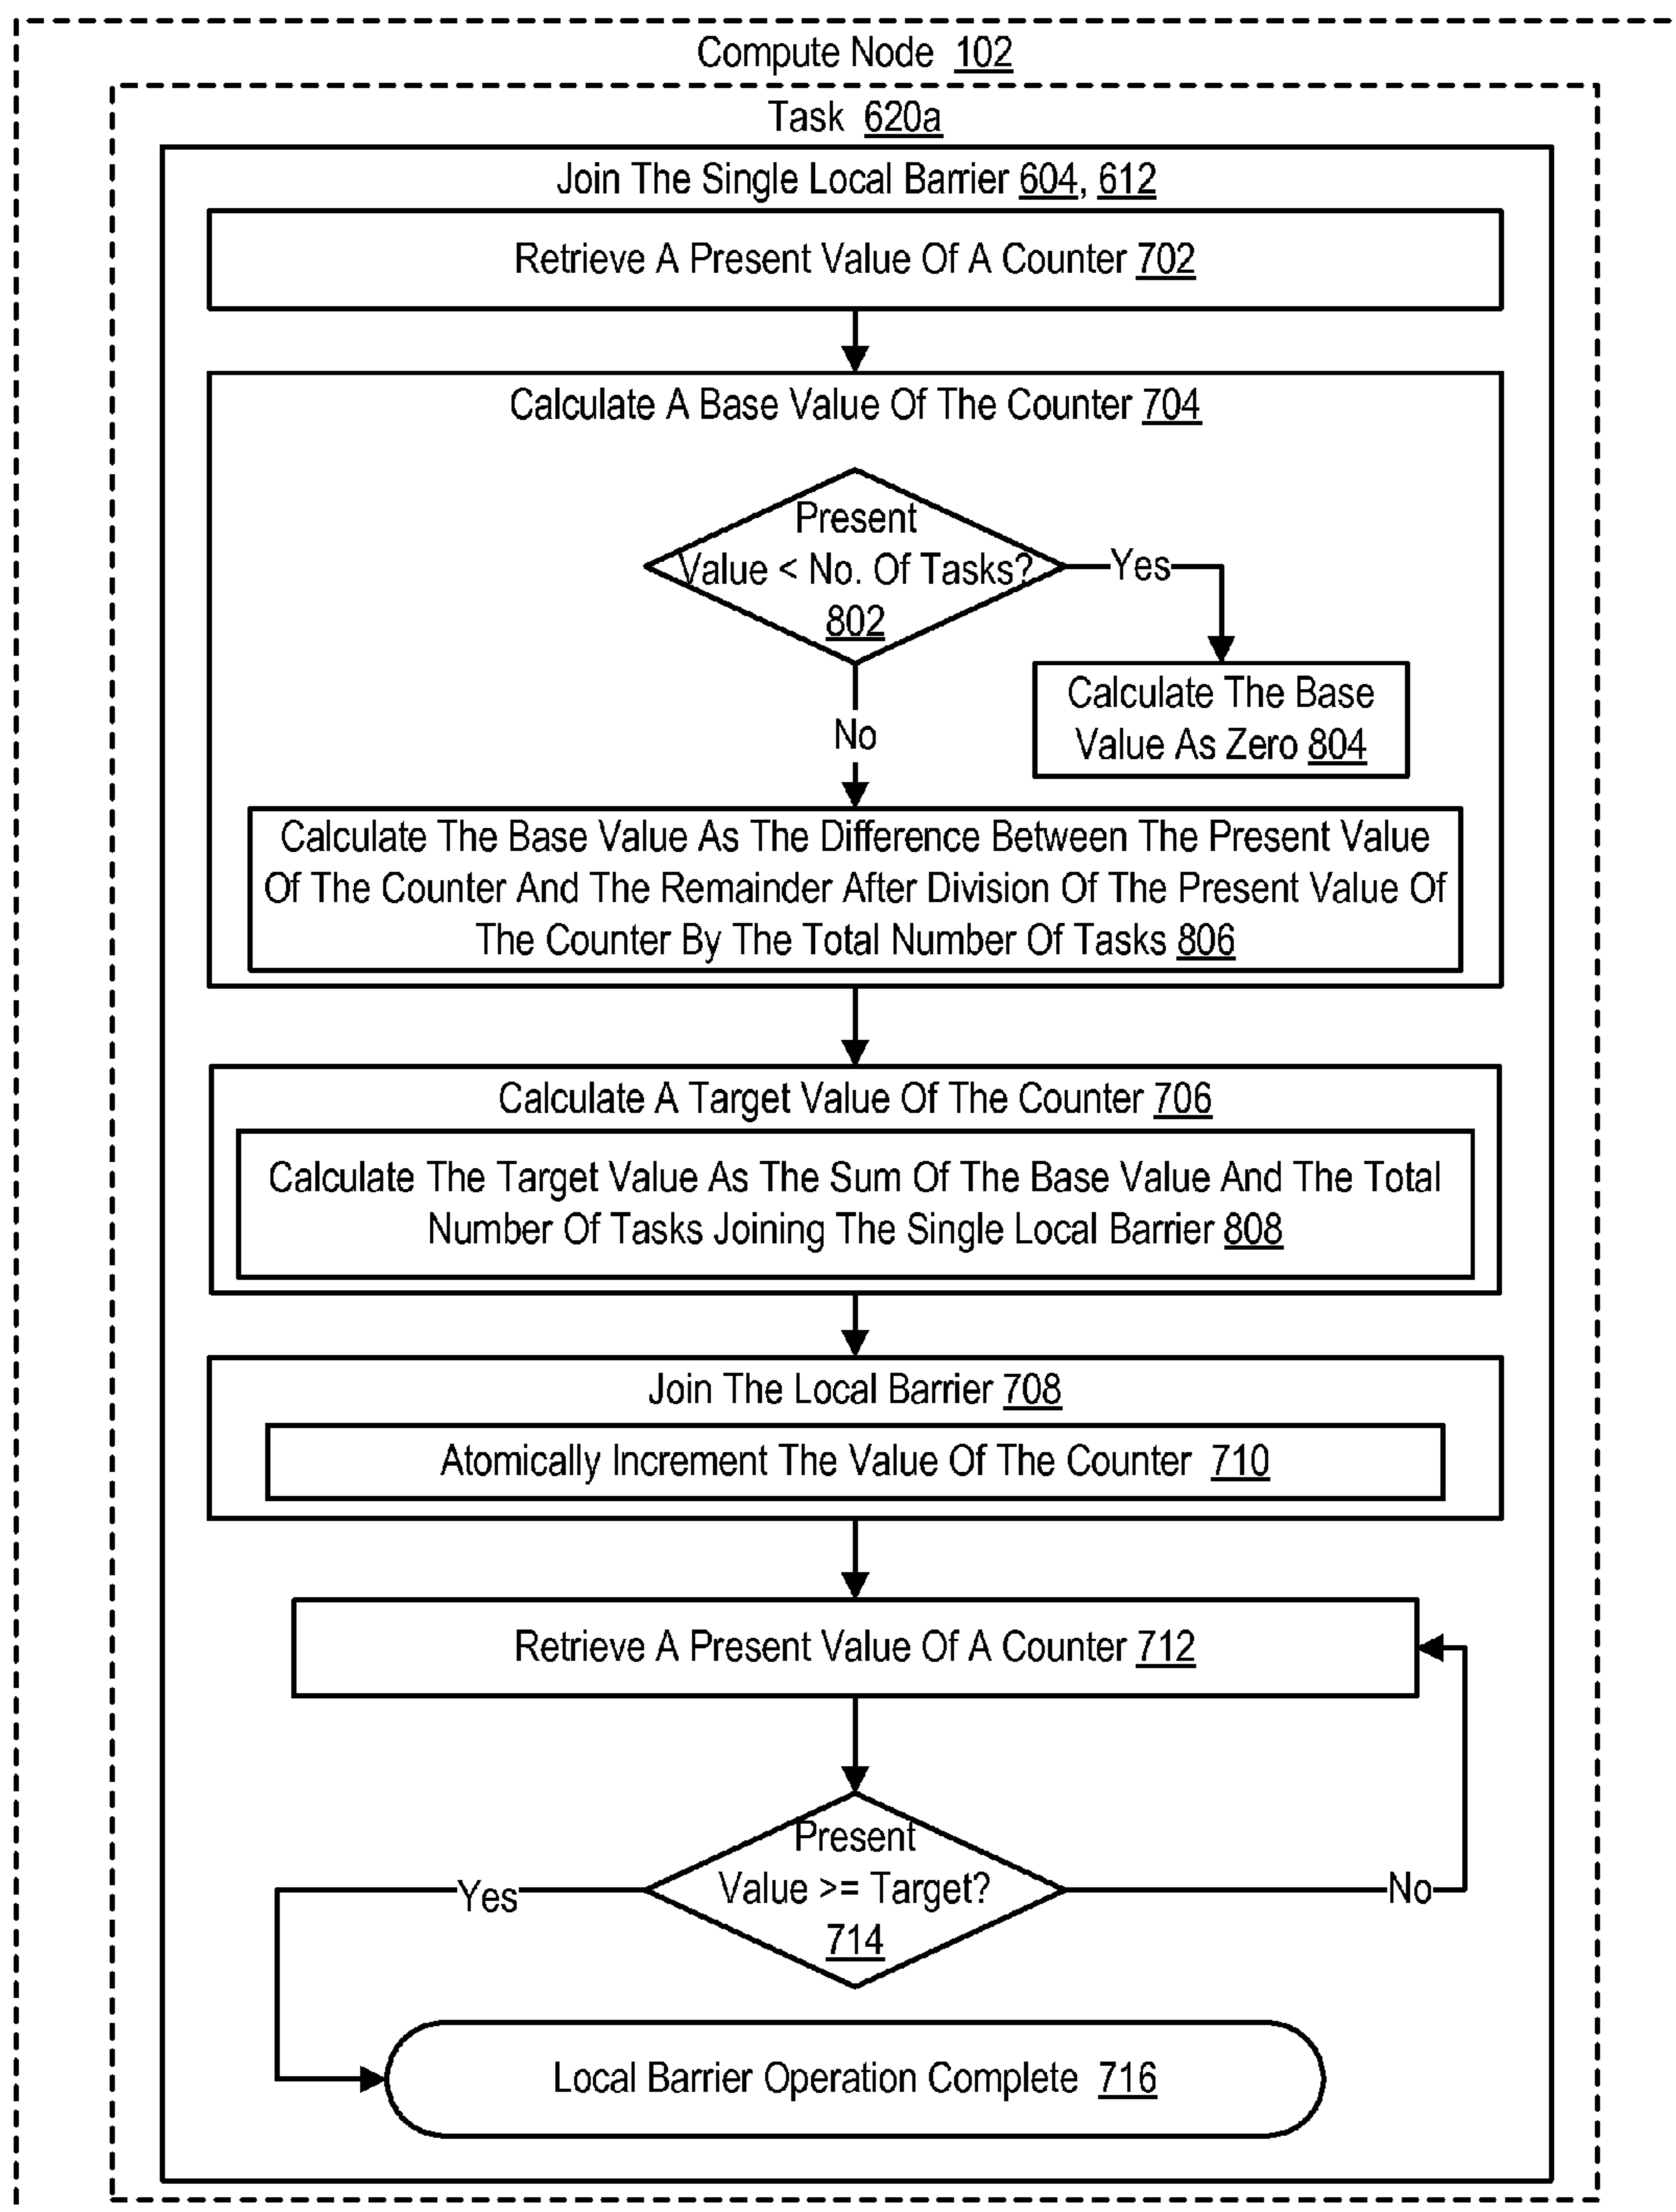 Compute Node 102
Task 620a
Join The Single Local Barrier 604, 612
Retrieve A Present Value Of A Counter 702
Calculate A Base Value Of The Counter 704
Present
Value < No. Of Tasks?
802
Yes
Calculate The Base
Value As Zero 804
No
Calculate The Base Value As The Difference Between The Present Value
Of The Counter And The Remainder After Division Of The Present Value Of
The Counter By The Total Number Of Tasks 806
Calculate A Target Value Of The Counter 706
Calculate The Target Value As The Sum Of The Base Value And The Total
Number Of Tasks Joining The Single Local Barrier 808
Join The Local Barrier 708
Atomically Increment The Value Of The Counter 710
Retrieve A Present Value Of A Counter 712
Present
Value >= Target?
714
Yes
No
Local Barrier Operation Complete 716